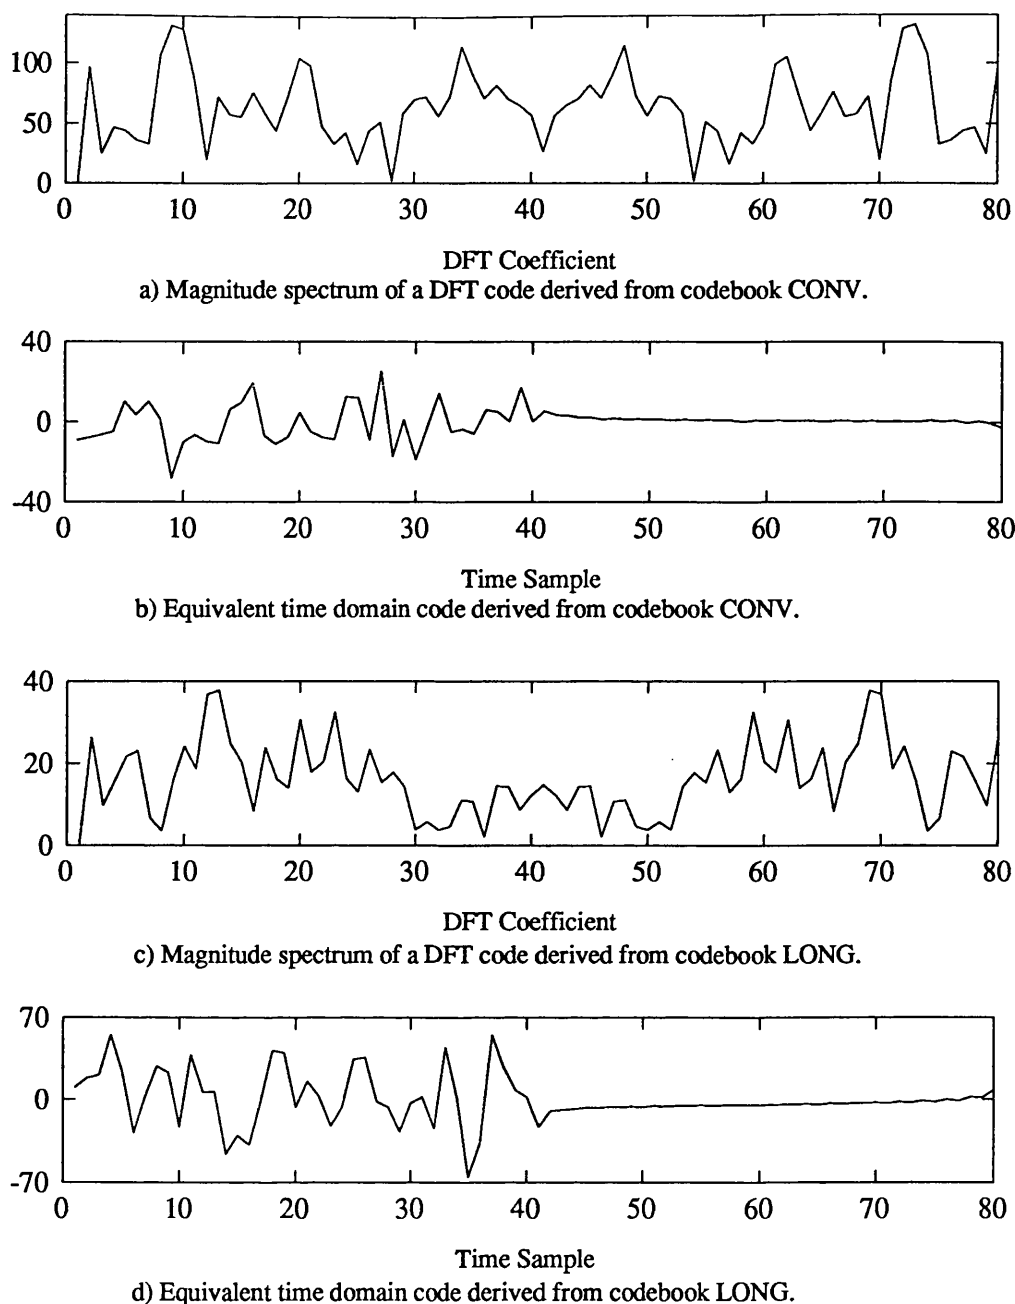 100
50
0
0 10 20 30 40 50 60 70 80
DFT Coefficient
a) Magnitude spectrum of a DFT code derived from codebook CONV.
40
0
-40
0 10 20 30 40 50 60 70 80
Time Sample
b) Equivalent time domain code derived from codebook CONV.
40
20
0
0 10 20 30 40 50 60 70 80
DFT Coefficient
c) Magnitude spectrum of a DFT code derived from codebook LONG.
70
0
-70
0 10 20 30 40 50 60 70 80
Time Sample
d) Equivalent time domain code derived from codebook LONG.